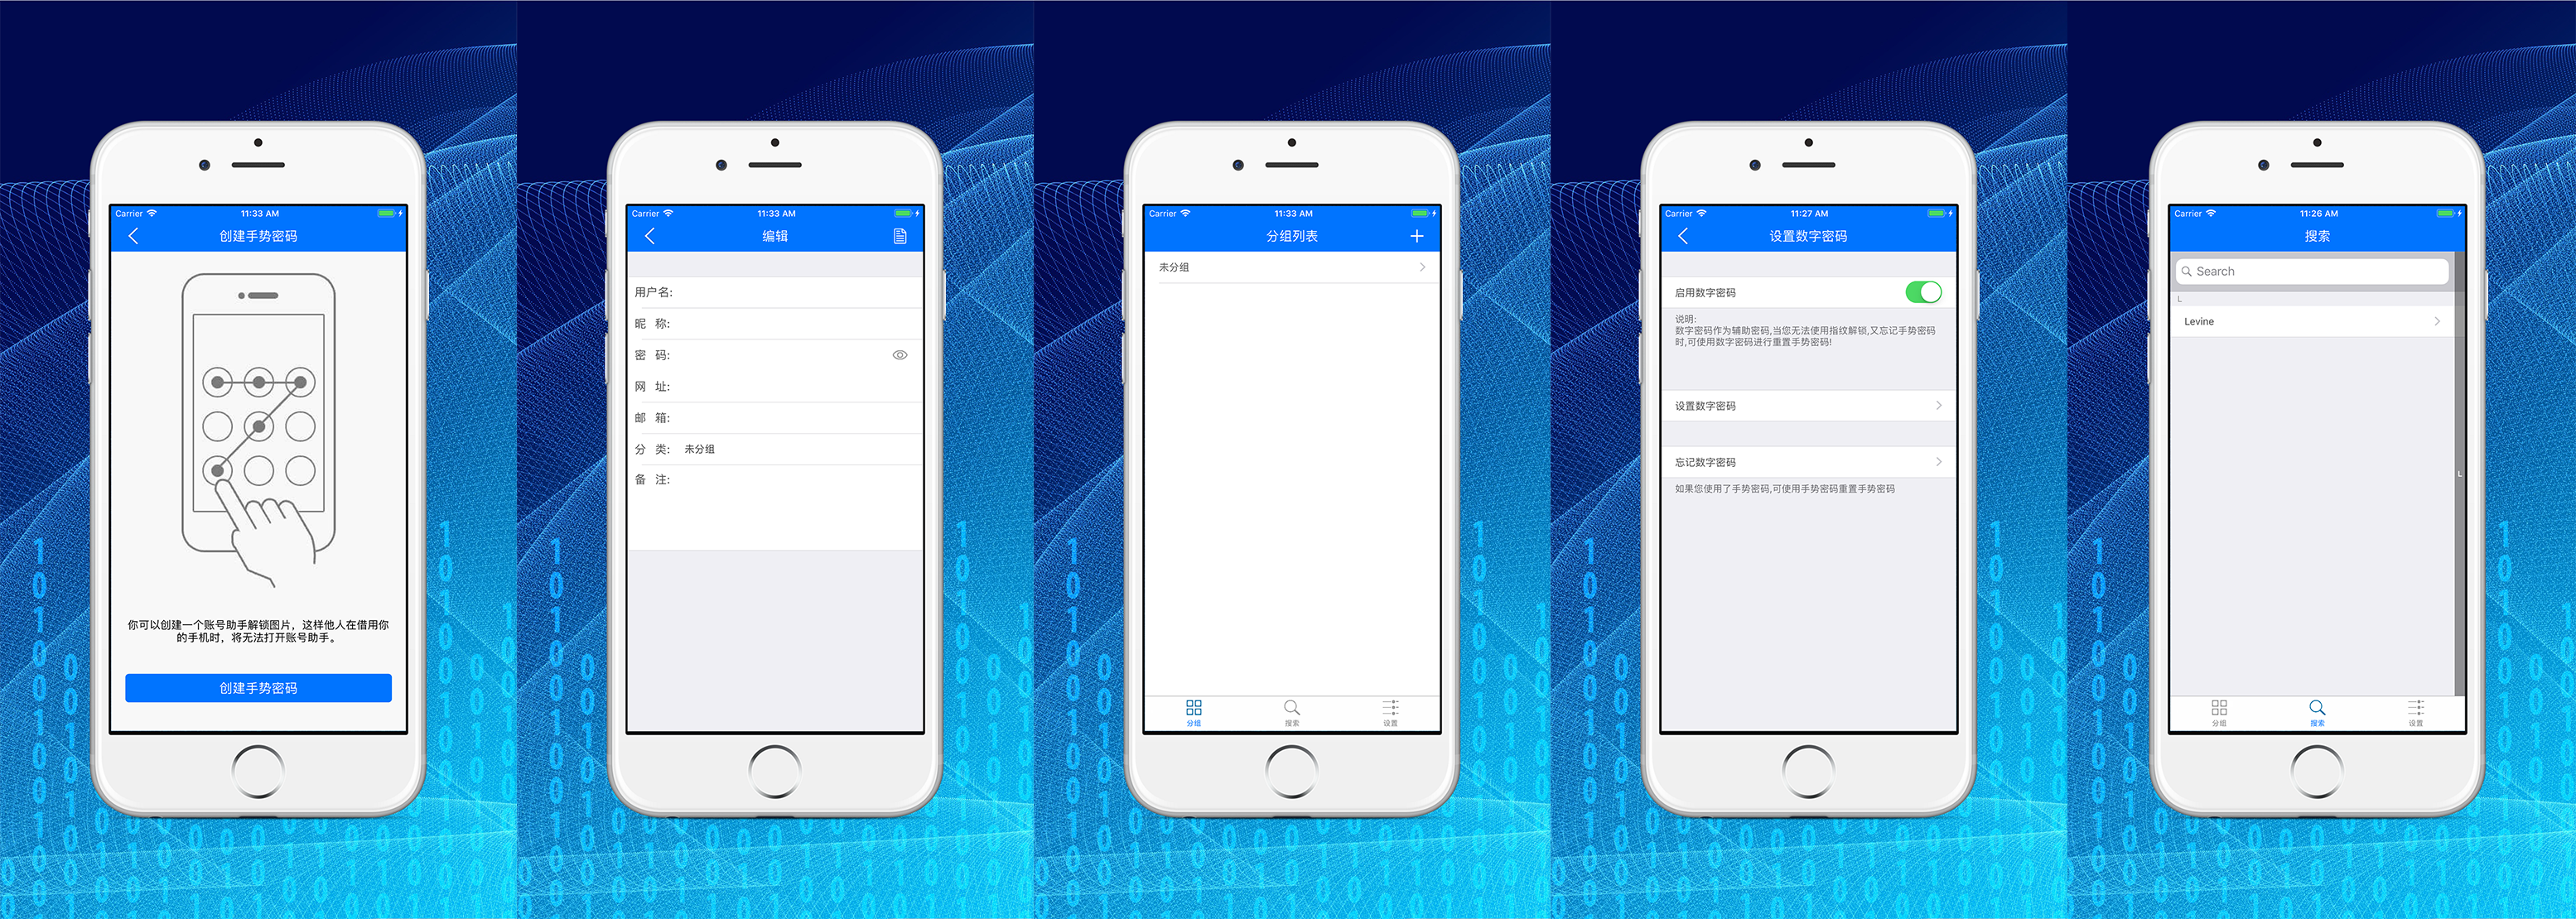 Carrier 11:33 AM
创建手势密码
你可以创建一个账号助手解锁图片，这样他人在借用你
的手机时，将无法打开账号助手。
创建手势密码
Carrier 11:33 AM
编辑
用户名:
昵 称:
密 码:
网 址:
邮 箱:
分 类: 未分组
备 注:
Carrier 11:33 AM
分组列表
未分组
分组 搜索 设置
Carrier 11:27 AM
设置数字密码
启用数字密码
说明:
数字密码作为辅助密码,当您无法使用指纹解锁,又忘记手势密码
时,可使用数字密码进行重置手势密码!
设置数字密码
忘记数字密码
如果您使用了手势密码,可使用手势密码重置手势密码
Carrier 11:26 AM
搜索
Search
L
Levine
L
分组 搜索 设置